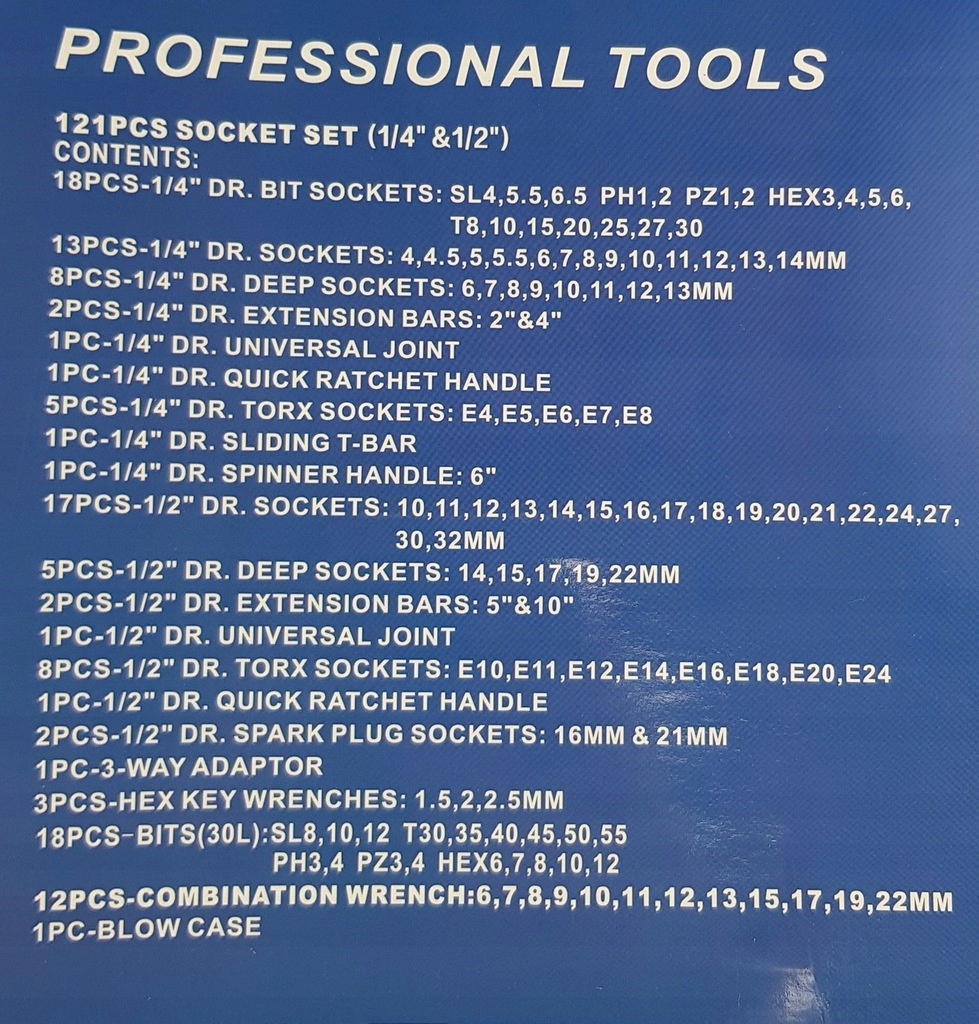 PROFESSIONAL TOOLS
121PCS SOCKET SET (1/4" &1/2")
CONTENTS:
18PCS-1/4" DR. BIT SOCKETS: SL4,5.5,6.5 PH1,2 PZ1,2 HEX3,4,5,6,
T8,10,15,20,25,27,30
13PCS-1/4" DR. SOCKETS: 4,4.5,5,5.5,6,7,8,9,10,11,12,13,14MM
8PCS-1/4" DR. DEEP SOCKETS: 6,7,8,9,10,11,12,13MM
2PCS-1/4" DR. EXTENSION BARS: 2"&4"
1PC-1/4" DR. UNIVERSAL JOINT
1PC-1/4" DR. QUICK RATCHET HANDLE
5PCS-1/4" DR. TORX SOCKETS: E4,E5,E6,E7,E8
1PC-1/4" DR. SLIDING T-BAR
1PC-1/4" DR. SPINNER HANDLE: 6"
17PCS-1/2" DR. SOCKETS: 10,11,12,13,14,15,16,17,18,19,20,21,22,24,27,
30,32MM
5PCS-1/2" DR. DEEP SOCKETS: 14,15,17,19,22MM
2PCS-1/2" DR. EXTENSION BARS: 5"&10"
1PC-1/2" DR. UNIVERSAL JOINT
8PCS-1/2" DR. TORX SOCKETS: E10,E11,E12,E14,E16,E18,E20,E24
1PC-1/2" DR. QUICK RATCHET HANDLE
2PCS-1/2" DR. SPARK PLUG SOCKETS: 16MM & 21MM
1PC-3-WAY ADAPTOR
3PCS-HEX KEY WRENCHES: 1.5,2,2.5MM
18PCS-BITS(30L):SL8,10,12 T30,35,40,45,50,55
PH3,4 PZ3,4 HEX6,7,8,10,12
12PCS-COMBINATION WRENCH:6,7,8,9,10,11,12,13,15,17,19,22MM
1PC-BLOW CASE